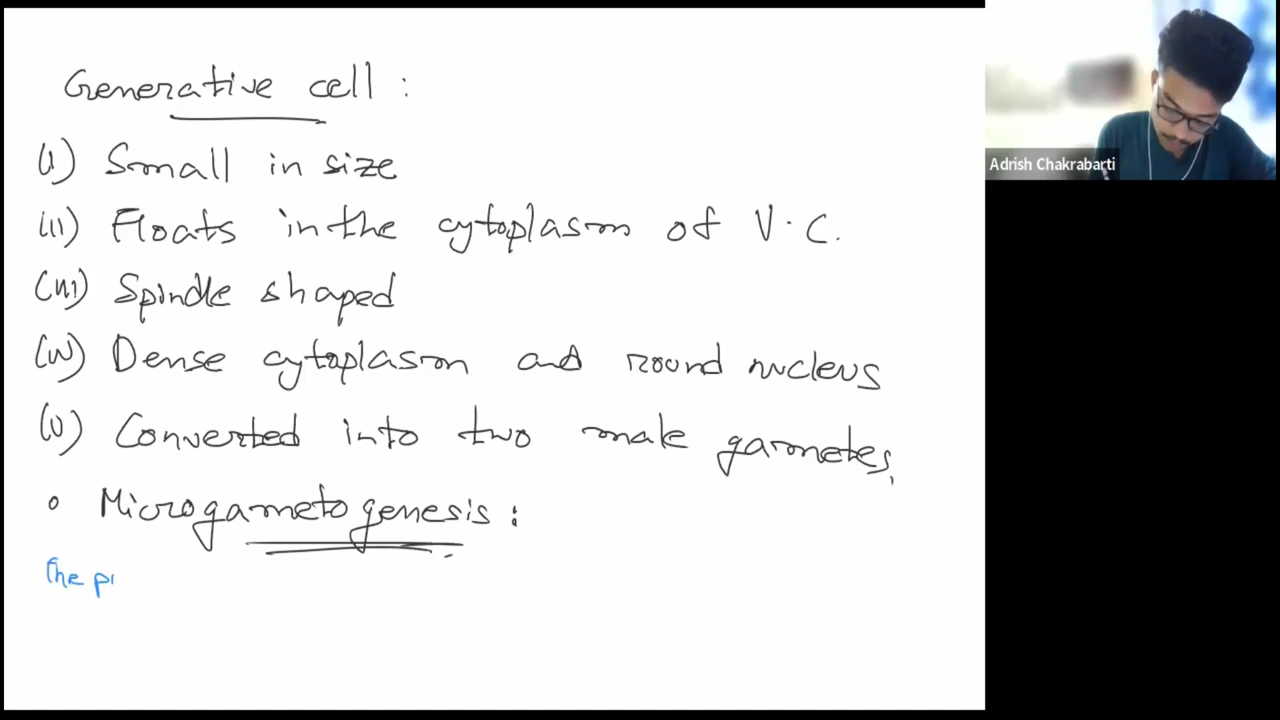 Generative cell :
(i) Small in size
(ii) Floats in the cytoplasm of V.C.
(iii) Spindle shaped
(iv) Dense cytoplasm and round nucleus
(v) Converted into two male gametes,
Microgametogenesis :
The pr
Adrish Chakrabarti